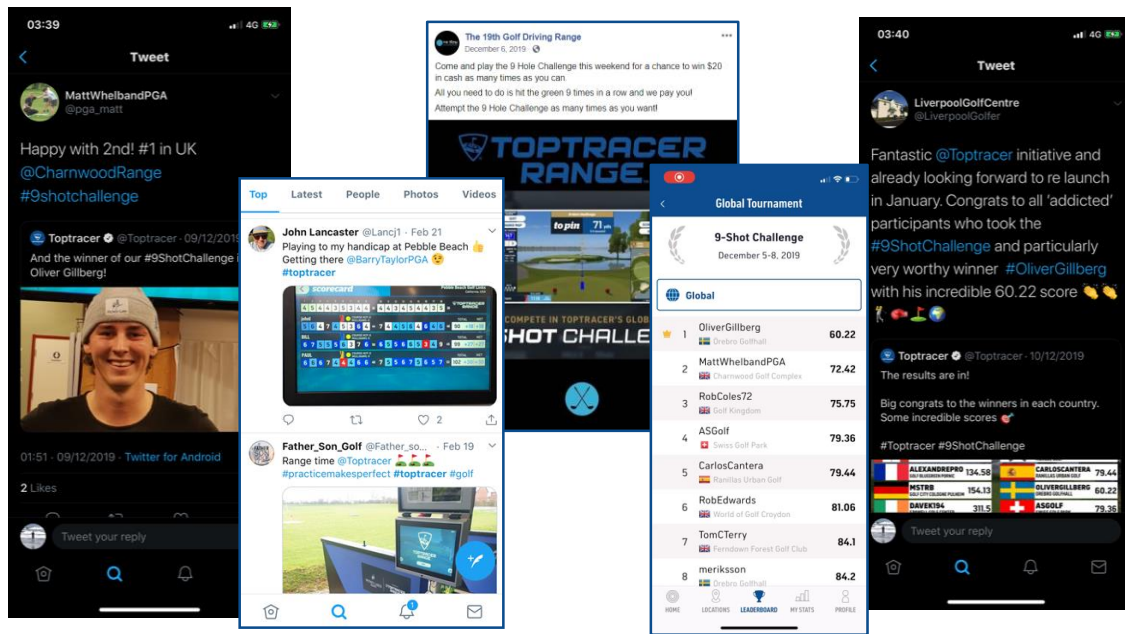 03:39
4G
Tweet
MattWhelbandPGA
@pga_matt
Happy with 2nd! #1 in UK
@CharnwoodRange
#9shotchallenge
Toptracer @Toptracer · 09/12/2019
And the winner of our #9ShotChallenge i
Oliver Gillberg!
01:51 · 09/12/2019 · Twitter for Android
2 Likes
Tweet your reply
Top Latest People Photos Videos
John Lancaster @Lancj1 · Feb 21
Playing to my handicap at Pebble Beach
Getting there @BarryTaylorPGA
#toptracer
scorecard
2
Father_Son_Golf @Father_so... · Feb 19
Range time @Toptracer
#practicemakesperfect #toptracer #golf
1
The 19th Golf Driving Range
December 6, 2019
Come and play the 9 Hole Challenge this weekend for a chance to win $20
in cash as many times as you can
All you need to do is hit the green 9 times in a row and we pay you!
Attempt the 9 Hole Challenge as many times as you want!
TOPTRACER
RANGE
to pin 71
COMPETE IN TOPTRACER'S GLOB
SHOT CHALLE
Global Tournament
9-Shot Challenge
December 5-8, 2019
Global
1 OliverGillberg 60.22
Örebro Golfhall
2 MattWhelbandPGA 72.42
Charnwood Golf Complex
3 RobColes72 75.75
Golf Kingdom
4 ASGolf 79.36
Swiss Golf Park
5 CarlosCantera 79.44
Ranillas Urban Golf
6 RobEdwards 81.06
World of Golf Croydon
7 TomCTerry 84.1
Ferndown Forest Golf Club
8 meriksson 84.2
Örebro Golfhall
HOME LOCATIONS LEADERBOARD MY STATS PROFILE
03:40
4G
Tweet
LiverpoolGolfCentre
@LiverpoolGolfer
Fantastic @Toptracer initiative and
already looking forward to re launch
in January. Congrats to all 'addicted'
participants who took the
#9ShotChallenge and particularly
very worthy winner #OliverGillberg
with his incredible 60.22 score
Toptracer @Toptracer · 10/12/2019
The results are in!
Big congrats to the winners in each country.
Some incredible scores
#Toptracer #9ShotChallenge
ALEXANDREPRO 134.58 CARLOSCANTERA 79.44
RANILLAS URBAN GOLF
MSTRB 154.13 OLIVERGILLBERG 60.22
GOLF CITY COLOGNE PULHEIM ÖREBRO GOLFHALL
DAVEK194 311.5 ASGOLF 79.36
Tweet your reply